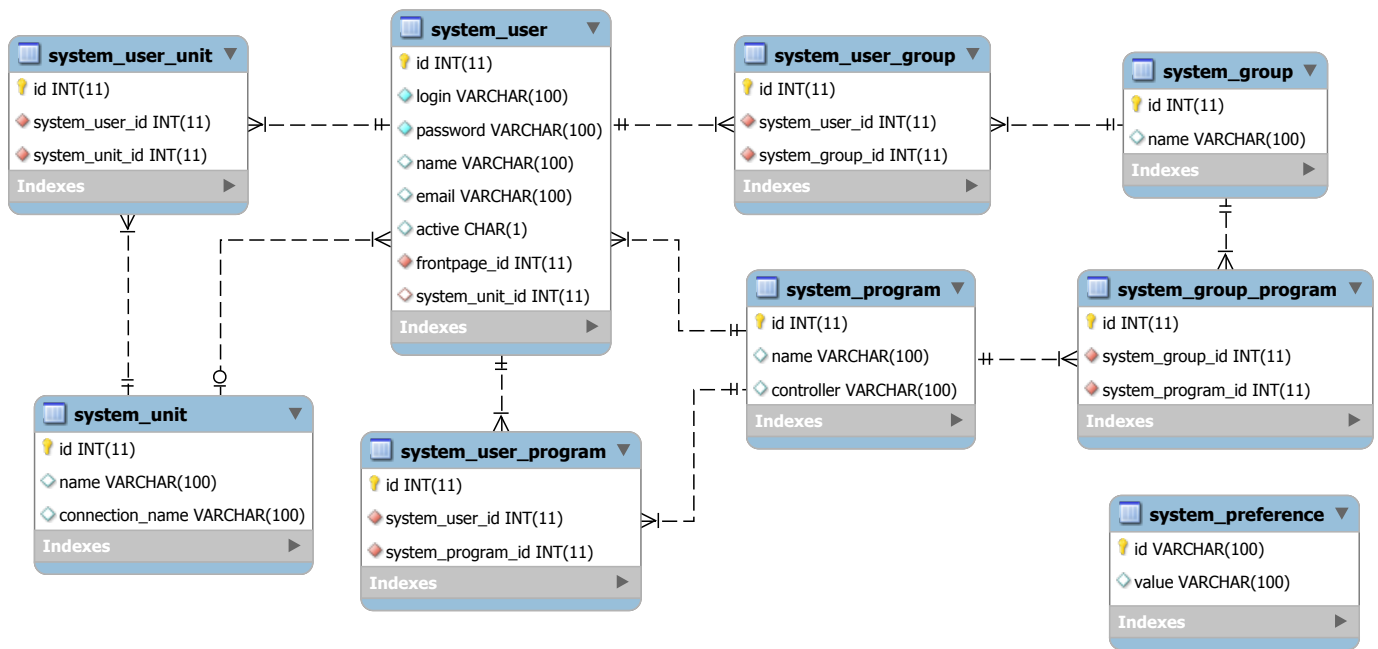 system_user_unit
id INT(11)
system_user_id INT(11)
system_unit_id INT(11)
Indexes
system_user
id INT(11)
login VARCHAR(100)
password VARCHAR(100)
name VARCHAR(100)
email VARCHAR(100)
active CHAR(1)
frontpage_id INT(11)
system_unit_id INT(11)
Indexes
system_user_group
id INT(11)
system_user_id INT(11)
system_group_id INT(11)
Indexes
system_group
id INT(11)
name VARCHAR(100)
Indexes
system_program
id INT(11)
name VARCHAR(100)
controller VARCHAR(100)
Indexes
system_group_program
id INT(11)
system_group_id INT(11)
system_program_id INT(11)
Indexes
system_unit
id INT(11)
name VARCHAR(100)
connection_name VARCHAR(100)
Indexes
system_user_program
id INT(11)
system_user_id INT(11)
system_program_id INT(11)
Indexes
system_preference
id VARCHAR(100)
value VARCHAR(100)
Indexes